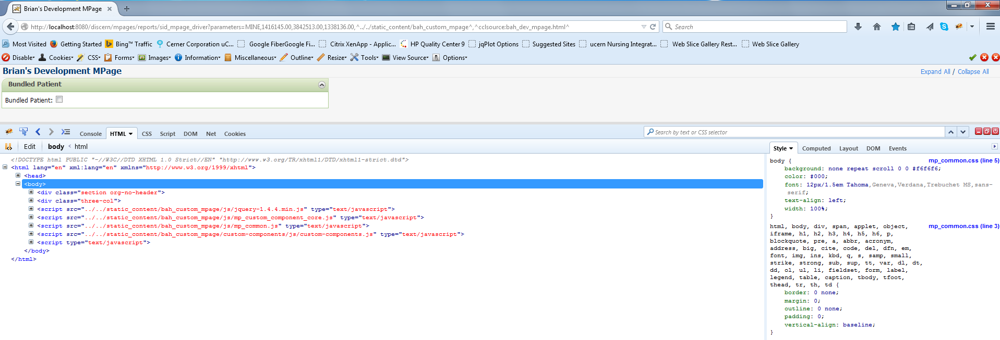 Brian's Development MPage
http://localhost:8080/discern/mpages/reports/sid_mpage_driver?parameters=MINE,1416145.00,3842513.00,1338136.00,^../../static_content/bah_custom_mpage^,^cclsource:bah_dev_mpage.html^ Search
Most Visited Getting Started Bing™ Traffic Cerner Corporation uC... Google FiberGoogle Fi... Citrix XenApp - Applic... HP Quality Center 9 jqPlot Options Suggested Sites ucern Nursing Integrat... Web Slice Gallery Rest... Web Slice Gallery
Disable Cookies CSS Forms Images Information Miscellaneous Outline Resize Tools View Source Options
Brian's Development MPage Expand All / Collapse All
Bundled Patient
Bundled Patient:
Console HTML CSS Script DOM Net Cookies Search by text or CSS selector
Edit body < html
<!DOCTYPE html PUBLIC "-//W3C//DTD XHTML 1.0 Strict//EN" "http://www.w3.org/TR/xhtml1/DTD/xhtml1-strict.dtd">
<html lang="en" xml:lang="en" xmlns="http://www.w3.org/1999/xhtml">
<head>
<body>
<div class="section org-no-header">
<div class="three-col">
<script src="../../static_content/bah_custom_mpage/js/jquery-1.4.4.min.js" type="text/javascript">
<script src="../../static_content/bah_custom_mpage/js/mp_custom_component_core.js" type="text/javascript">
<script src="../../static_content/bah_custom_mpage/js/mp_common.js" type="text/javascript">
<script src="../../static_content/bah_custom_mpage/custom-components/js/custom-components.js" type="text/javascript">
<script type="text/javascript">
</body>
</html>
Style Computed Layout DOM Events
body { mp_common.css (line 5)
background: none repeat scroll 0 0 #f6f6f6;
color: #000;
font: 12px/1.5em Tahoma,Geneva,Verdana,Trebuchet MS,sans-
serif;
text-align: left;
width: 100%;
}
html, body, div, span, applet, object, mp_common.css (line 3)
iframe, h1, h2, h3, h4, h5, h6, p,
blockquote, pre, a, abbr, acronym,
address, big, cite, code, del, dfn, em,
font, img, ins, kbd, q, s, samp, small,
strike, strong, sub, sup, tt, var, dl, dt,
dd, ol, ul, li, fieldset, form, label,
legend, table, caption, tbody, tfoot,
thead, tr, th, td {
border: 0 none;
margin: 0;
outline: 0 none;
padding: 0;
vertical-align: baseline;
}